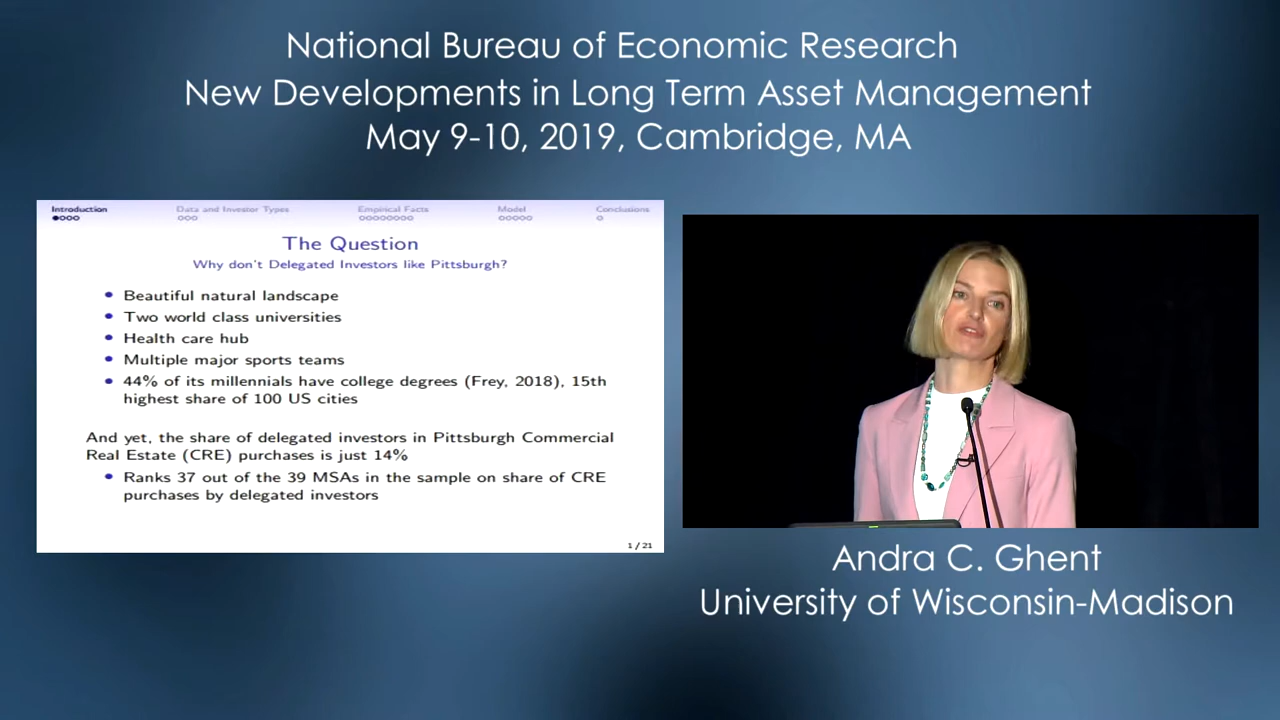 National Bureau of Economic Research
New Developments in Long Term Asset Management
May 9-10, 2019, Cambridge, MA
Introduction Data and Investor Types Empirical Facts Model Conclusions
The Question
Why don't Delegated Investors like Pittsburgh?
• Beautiful natural landscape
• Two world class universities
• Health care hub
• Multiple major sports teams
• 44% of its millennials have college degrees (Frey, 2018), 15th
highest share of 100 US cities
And yet, the share of delegated investors in Pittsburgh Commercial
Real Estate (CRE) purchases is just 14%
• Ranks 37 out of the 39 MSAs in the sample on share of CRE
purchases by delegated investors
1 / 21
Andra C. Ghent
University of Wisconsin-Madison